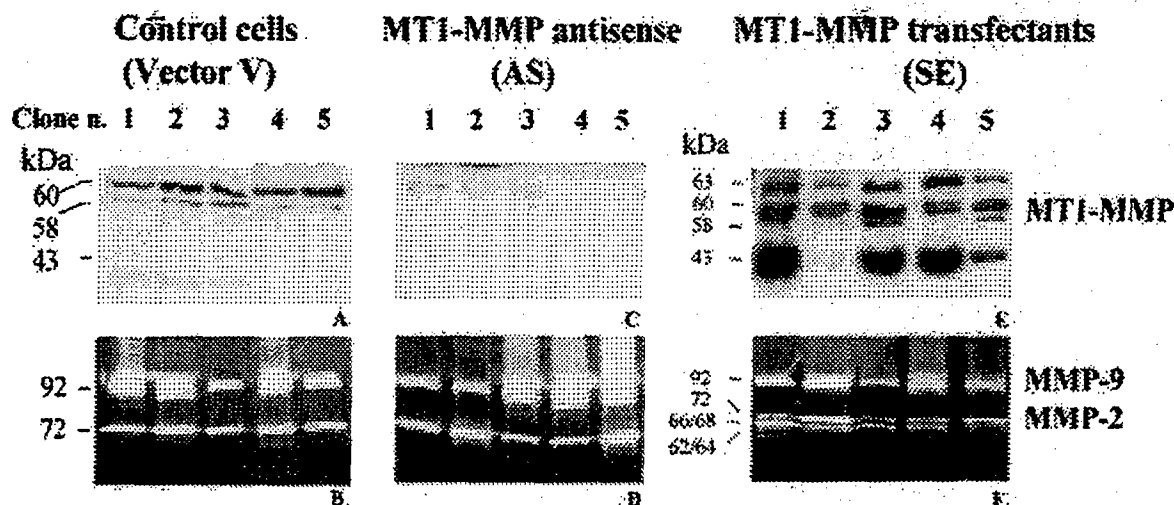 Control cells
(Vector V)
MT1-MMP antisense
(AS)
MT1-MMP transfectants
(SE)
Clone n. 1 2 3 4 5
1 2 3 4 5
1 2 3 4 5
kDa
60
58
43
A
C
kDa
63
60
58
43
MT1-MMP
92
72
B
D
92
72
66/68
62/64
MMP-9
MMP-2